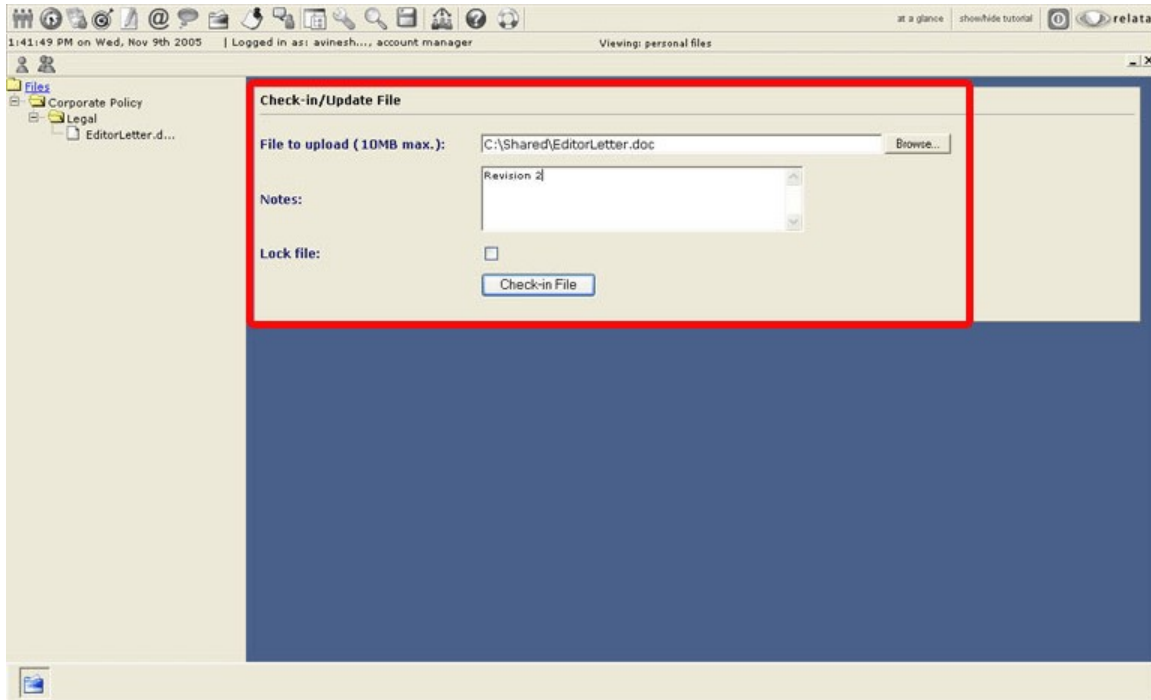 at a glance show/hide tutorial relata
1:41:49 PM on Wed, Nov 9th 2005 | Logged in as: avinesh..., account manager Viewing: personal files
Files
Corporate Policy
Legal
EditorLetter.d...
Check-in/Update File
File to upload (10MB max.): C:\Shared\EditorLetter.doc Browse...
Notes: Revision 2
Lock file:
Check-in File